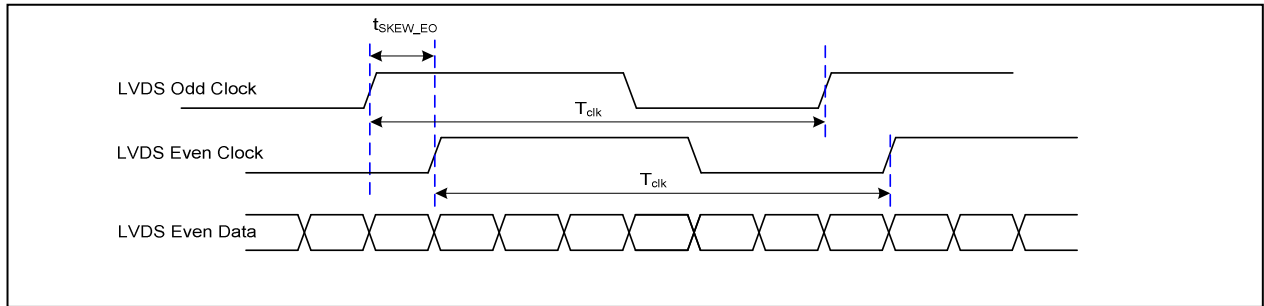 tSKEW_EO
LVDS Odd Clock
Tclk
LVDS Even Clock
Tclk
LVDS Even Data